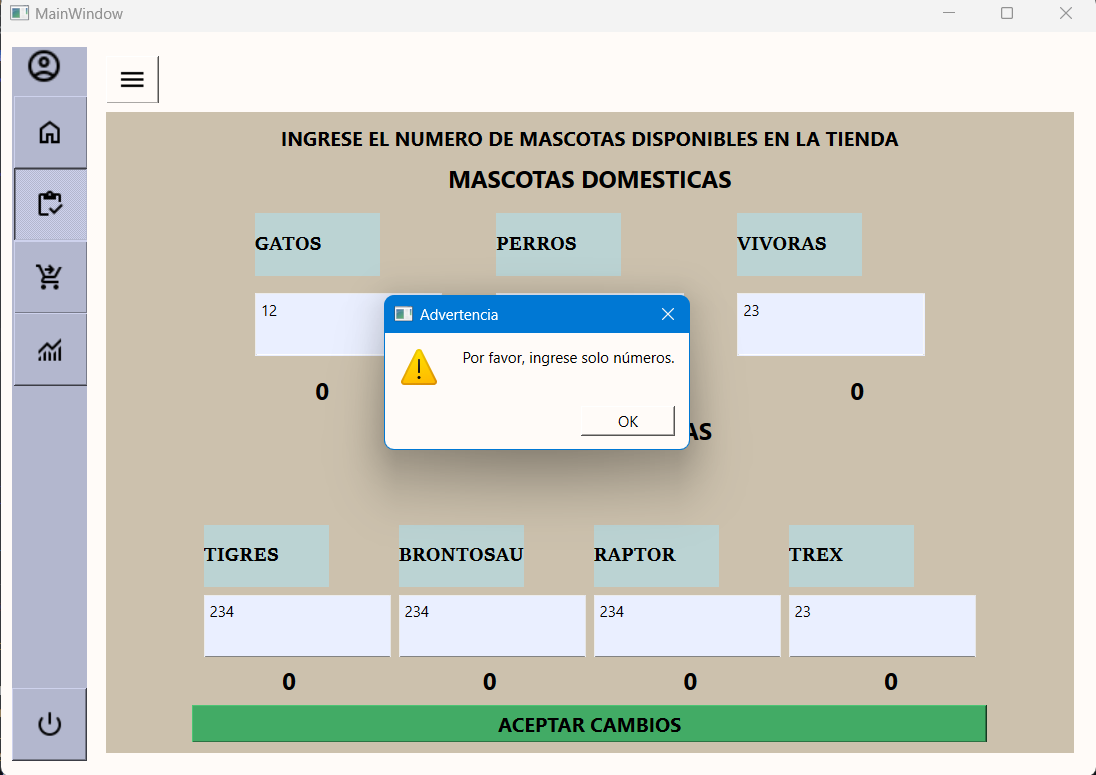 MainWindow
INGRESE EL NUMERO DE MASCOTAS DISPONIBLES EN LA TIENDA
MASCOTAS DOMESTICAS
GATOS PERROS VIVORAS
12 23
Advertencia
Por favor, ingrese solo números.
OK
0 0
AS
TIGRES BRONTOSAU RAPTOR TREX
234 234 234 23
0 0 0 0
ACEPTAR CAMBIOS